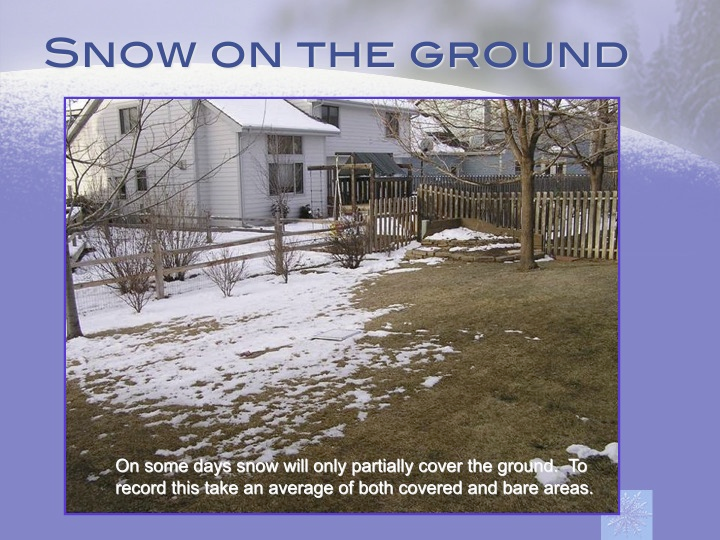 Snow on the ground
On some days snow will only partially cover the ground.  To
record this take an average of both covered and bare areas.